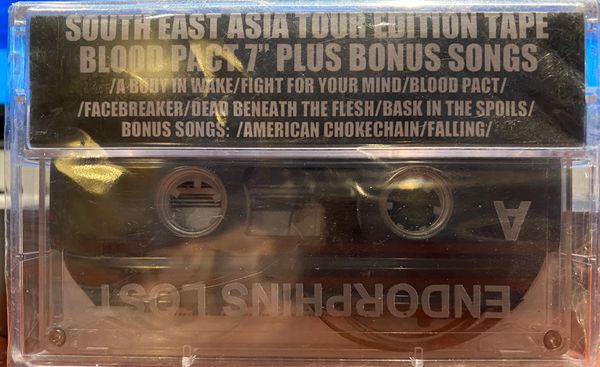 SOUTH EAST ASIA TOUR EDITION TAPE
BLOOD PACT 7" PLUS BONUS SONGS
/A BODY IN WAKE/FIGHT FOR YOUR MIND/BLOOD PACT/
/FACEBREAKER/DEAD BENEATH THE FLESH/BASK IN THE SPOILS/
BONUS SONGS: /AMERICAN CHOKECHAIN/FALLING/
A
ENDORPHINS LOST